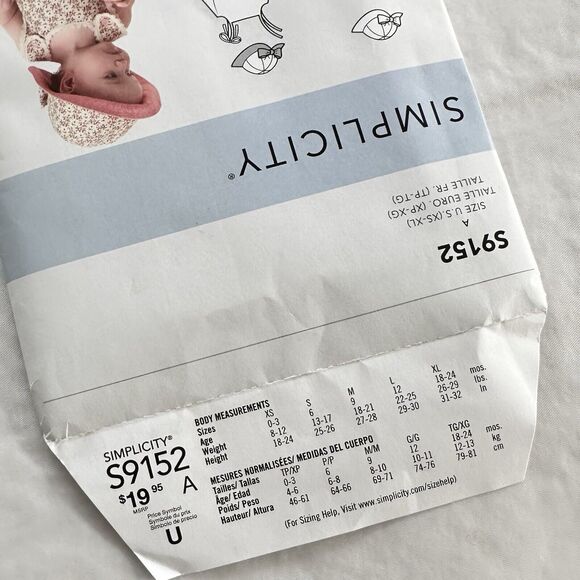 SIMPLICITY®
S9152
A
SIZE U.S.(XS-XL)
TAILLE EURO. (XP-XG)
TAILLE FR. (TP-TG)
SIMPLICITY®
S9152
$19.95
MSRP
A
Price Symbol
Symbole du prix
Símbolo de precio
U
BODY MEASUREMENTS
Sizes XS S M L XL
Age 0-3 6 9 12 18-24 mos.
Weight 8-12 13-17 18-21 22-25 26-29 lbs.
Height 18-24 25-26 27-28 29-30 31-32 In
MESURES NORMALISÉES/ MEDIDAS DEL CUERPO
Tailles/ Tallas TP/XP P/P M/M G/G TG/XG
Âge/ Edad 0-3 6 9 12 18-24 mos.
Poids/ Peso 4-6 6-8 8-10 10-11 12-13 kg
Hauteur/ Altura 46-61 64-66 69-71 74-76 79-81 cm
(For Sizing Help, Visit www.simplicity.com/sizehelp)